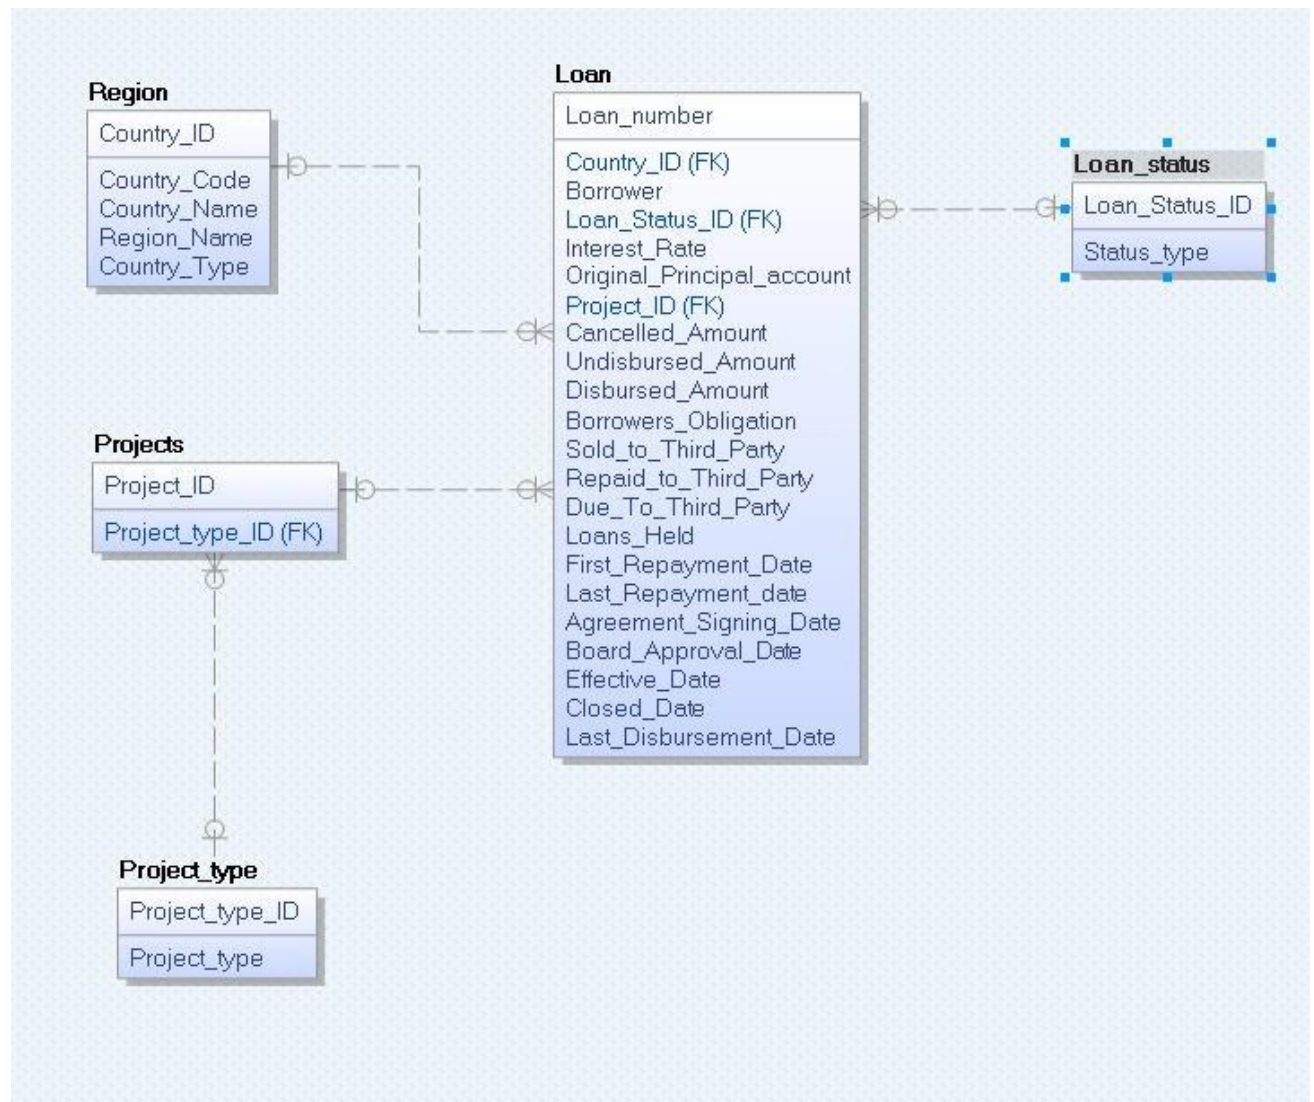 Region
Country_ID
Country_Code
Country_Name
Region_Name
Country_Type
Loan
Loan_number
Country_ID (FK)
Borrower
Loan_Status_ID (FK)
Interest_Rate
Original_Principal_account
Project_ID (FK)
Cancelled_Amount
Undisbursed_Amount
Disbursed_Amount
Borrowers_Obligation
Sold_to_Third_Party
Repaid_to_Third_Party
Due_To_Third_Party
Loans_Held
First_Repayment_Date
Last_Repayment_date
Agreement_Signing_Date
Board_Approval_Date
Effective_Date
Closed_Date
Last_Disbursement_Date
Loan_status
Loan_Status_ID
Status_type
Projects
Project_ID
Project_type_ID (FK)
Project_type
Project_type_ID
Project_type